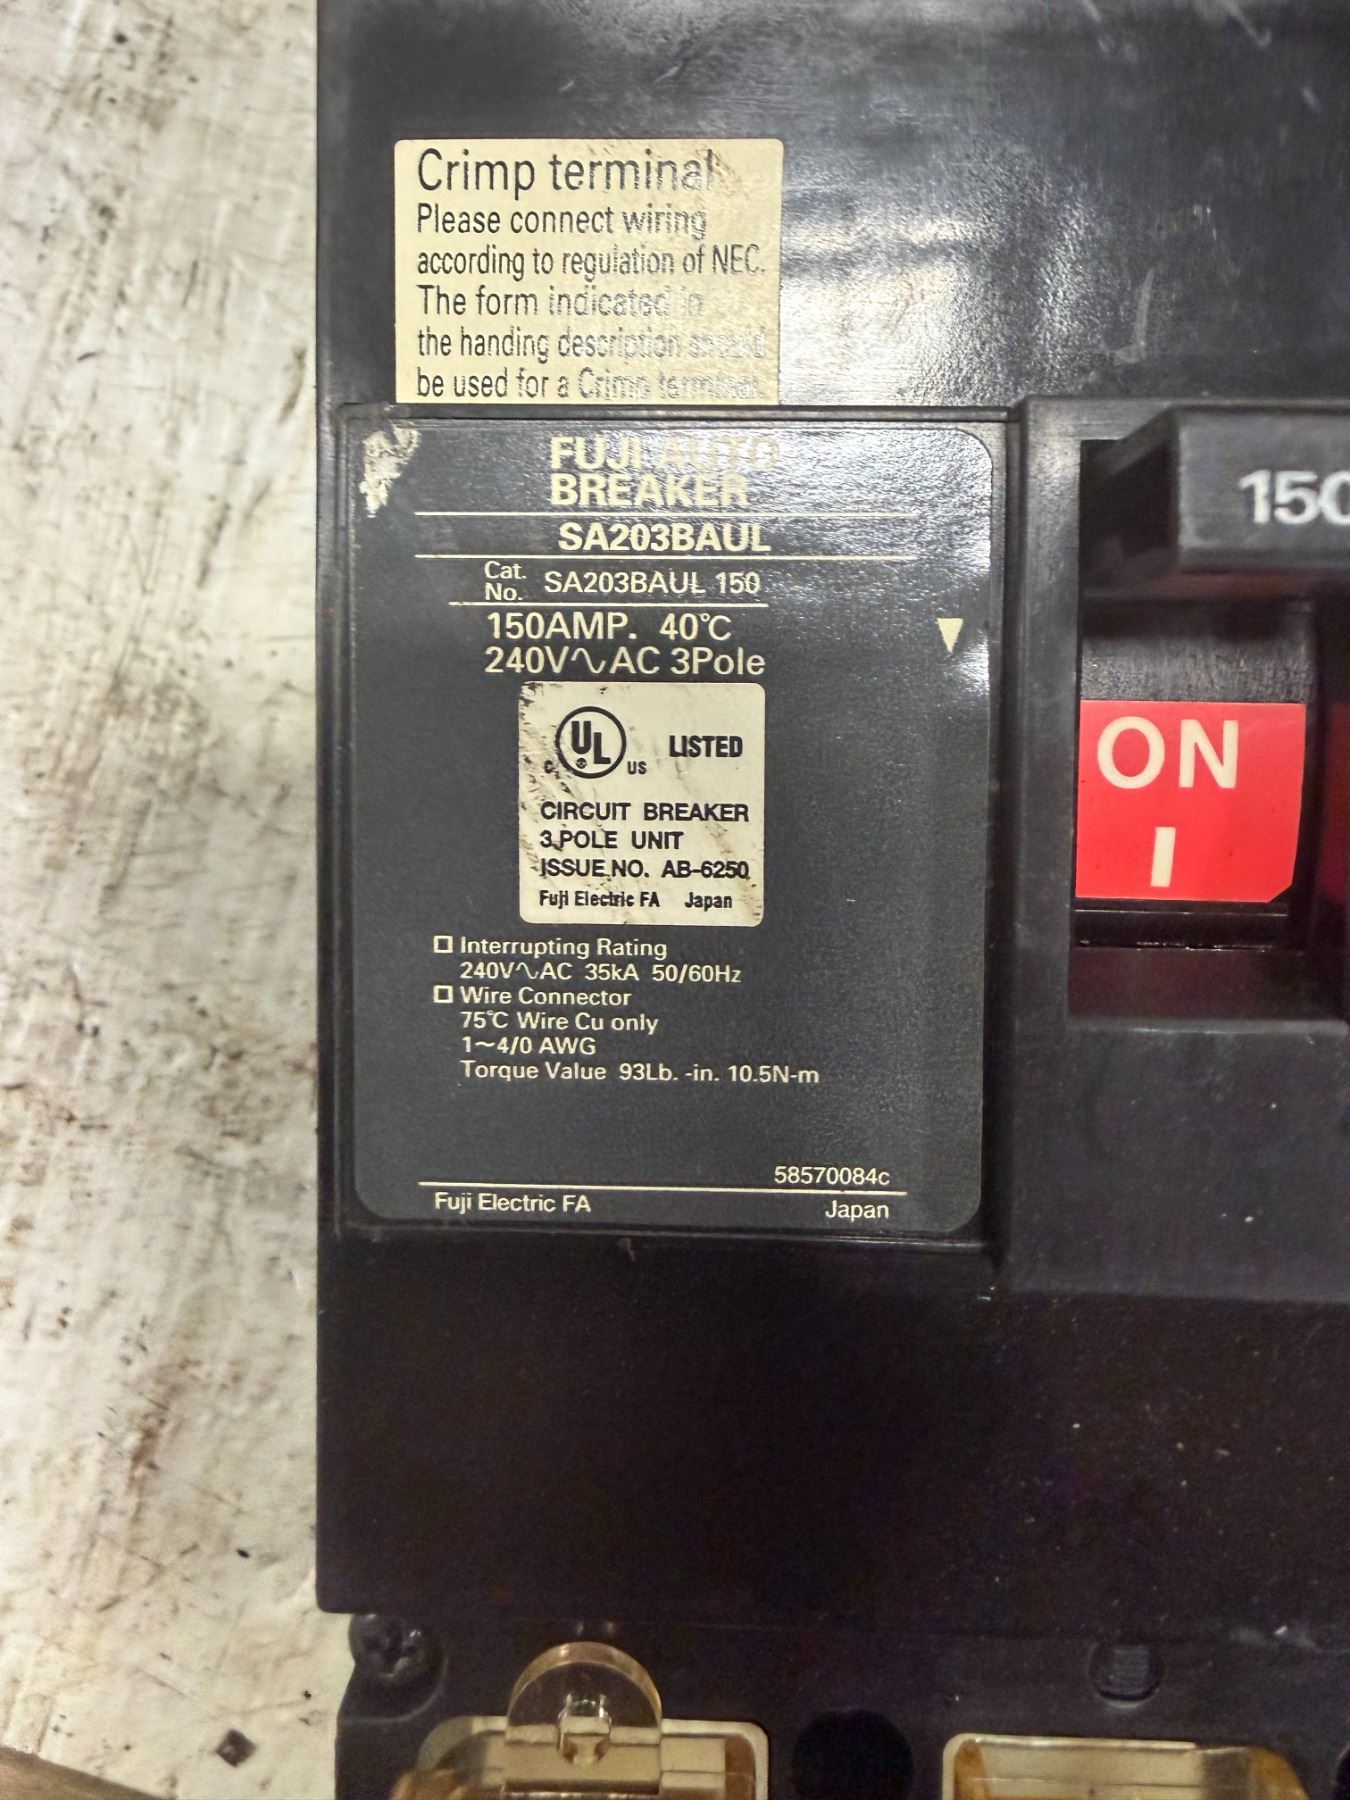 Crimp terminal
Please connect wiring
according to regulation of NEC.
The form indicated in
the handing description should
be used for a Crimp terminal.
FUJI AUTO
BREAKER
SA203BAUL
Cat. No. SA203BAUL 150
150AMP. 40℃
240V∿AC 3Pole
c UL us LISTED
CIRCUIT BREAKER
3 POLE UNIT
ISSUE NO. AB-6250
Fuji Electric FA Japan
□ Interrupting Rating
240V∿AC 35kA 50/60Hz
□ Wire Connector
75℃ Wire Cu only
1~4/0 AWG
Torque Value 93Lb. -in. 10.5N-m
58570084c
Fuji Electric FA Japan
150
ON
I